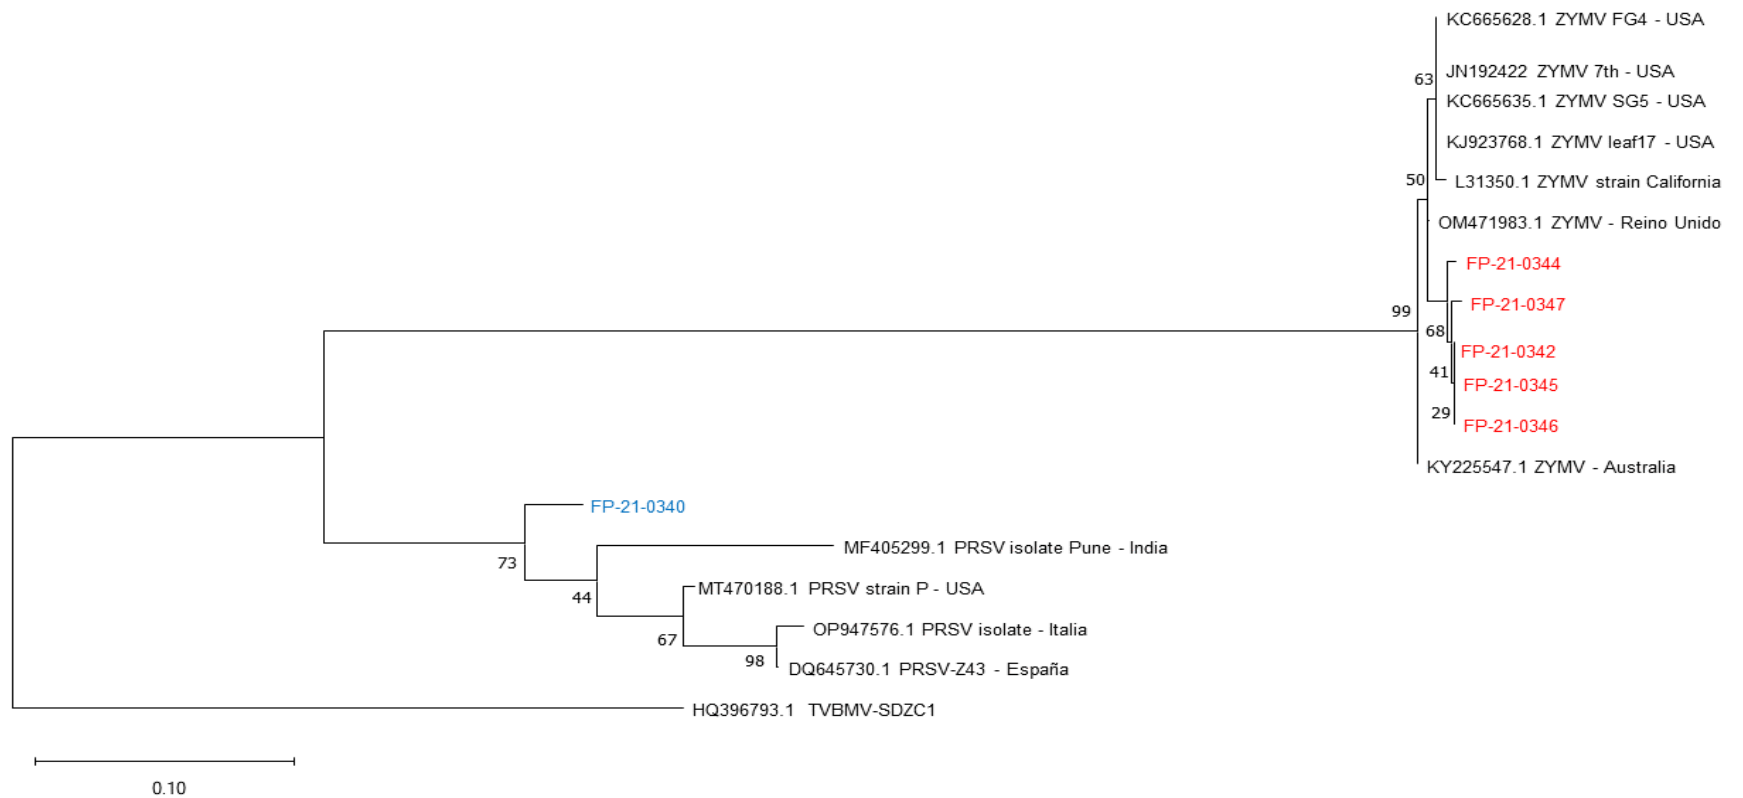 KC665628.1 ZYMV FG4 - USA
63
JN192422 ZYMV 7th - USA
KC665635.1 ZYMV SG5 - USA
KJ923768.1 ZYMV leaf17 - USA
50
L31350.1 ZYMV strain California
OM471983.1 ZYMV - Reino Unido
FP-21-0344
99
FP-21-0347
68
FP-21-0342
41
FP-21-0345
29
FP-21-0346
KY225547.1 ZYMV - Australia
FP-21-0340
73
MF405299.1 PRSV isolate Pune - India
44
MT470188.1 PRSV strain P - USA
67
OP947576.1 PRSV isolate - Italia
98
DQ645730.1 PRSV-Z43 - España
HQ396793.1 TVBMV-SDZC1
0.10